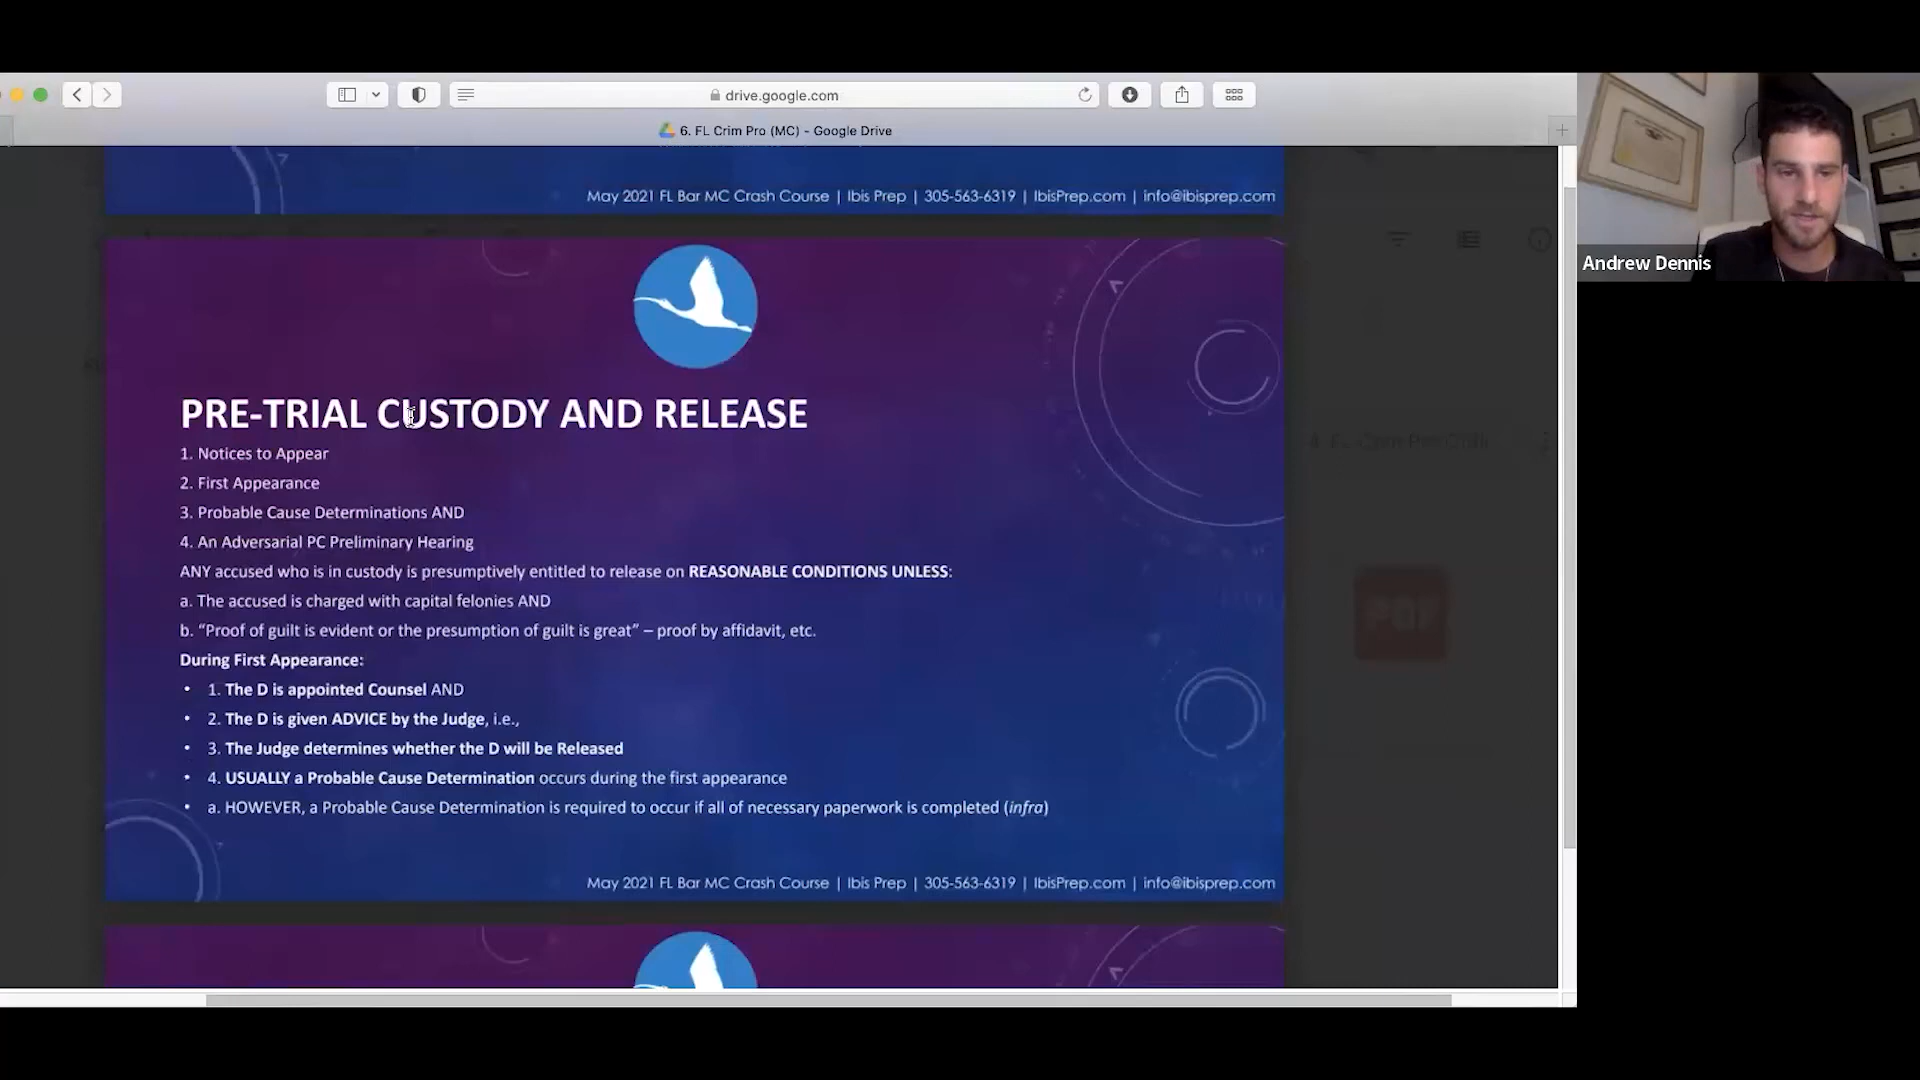 drive.google.com
6. FL Crim Pro (MC) - Google Drive
May 2021 FL Bar MC Crash Course | Ibis Prep | 305-563-6319 | IbisPrep.com | info@ibisprep.com
Andrew Dennis
PRE-TRIAL CUSTODY AND RELEASE
1. Notices to Appear
2. First Appearance
3. Probable Cause Determinations AND
4. An Adversarial PC Preliminary Hearing
ANY accused who is in custody is presumptively entitled to release on REASONABLE CONDITIONS UNLESS:
a. The accused is charged with capital felonies AND
b. “Proof of guilt is evident or the presumption of guilt is great” – proof by affidavit, etc.
During First Appearance:
• 1. The D is appointed Counsel AND
• 2. The D is given ADVICE by the Judge, i.e.,
• 3. The Judge determines whether the D will be Released
• 4. USUALLY a Probable Cause Determination occurs during the first appearance
• a. HOWEVER, a Probable Cause Determination is required to occur if all of necessary paperwork is completed (infra)
May 2021 FL Bar MC Crash Course | Ibis Prep | 305-563-6319 | IbisPrep.com | info@ibisprep.com
PDF